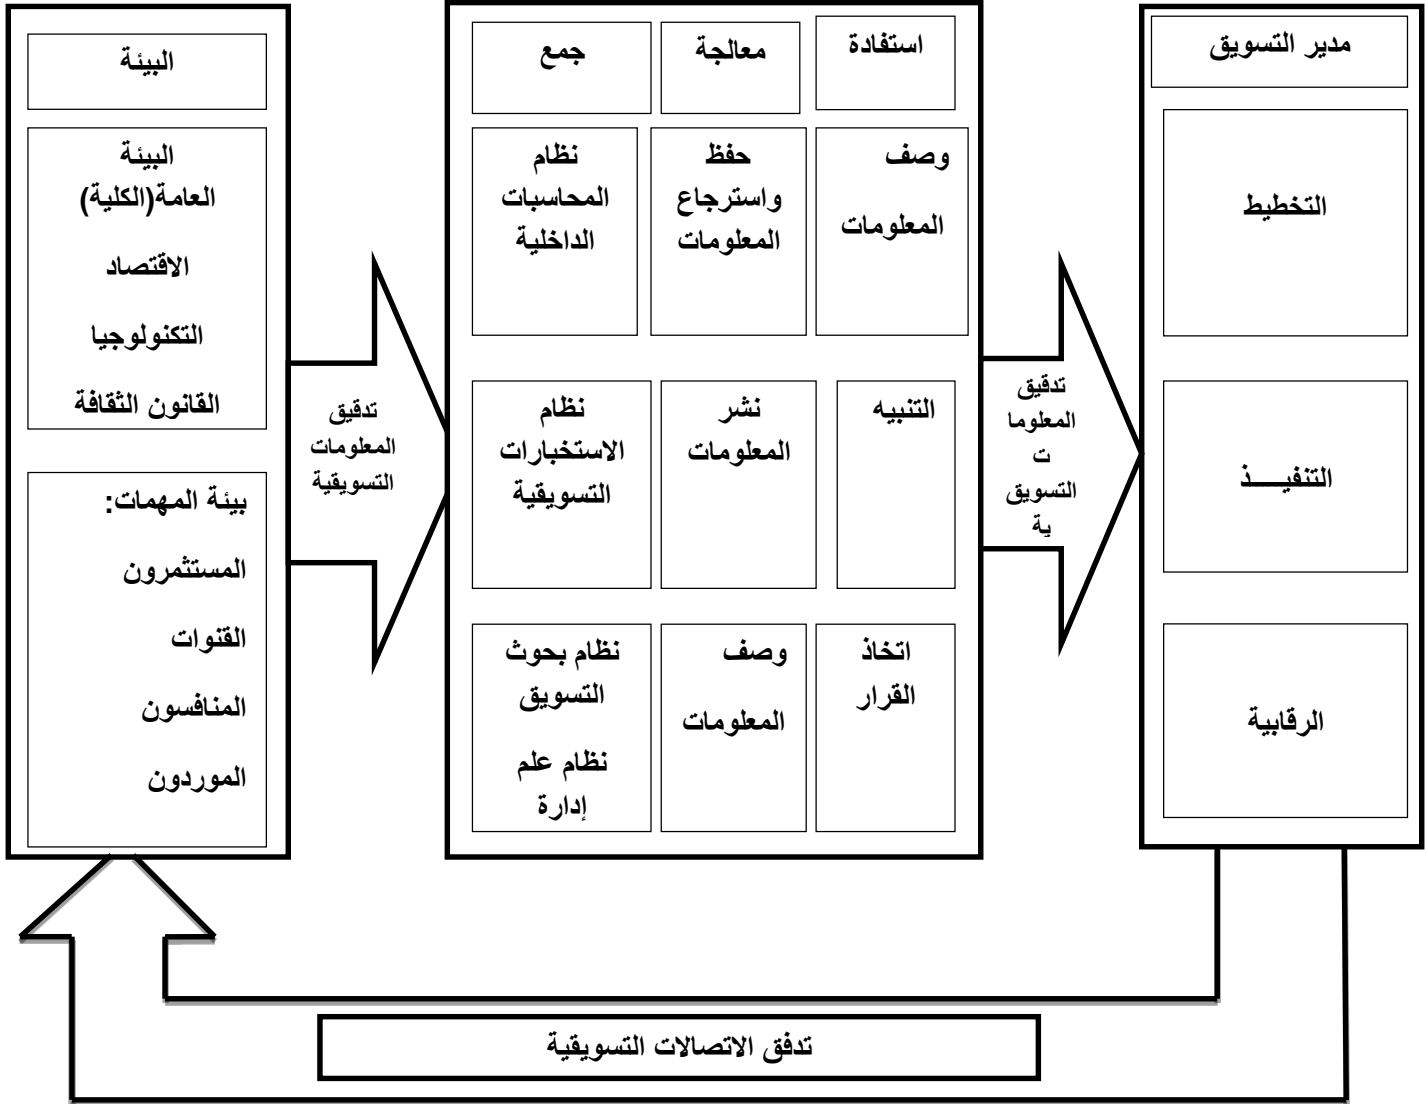 البيئة
البيئة
العامة(الكلية)
الاقتصاد
التكنولوجيا
القانون الثقافة
بيئة المهمات:
المستثمرون
القنوات
المنافسون
الموردون
تدقيق
المعلومات
التسويقية
جمع
معالجة
استفادة
نظام
المحاسبات
الداخلية
حفظ
واسترجاع
المعلومات
وصف
المعلومات
نظام
الاستخبارات
التسويقية
نشر
المعلومات
التنبيه
نظام بحوث
التسويق
نظام علم
إدارة
وصف
المعلومات
اتخاذ
القرار
تدقيق
المعلوما
ت
التسويق
ية
مدير التسويق
التخطيط
التنفيــــذ
الرقابية
تدفق الاتصالات التسويقية